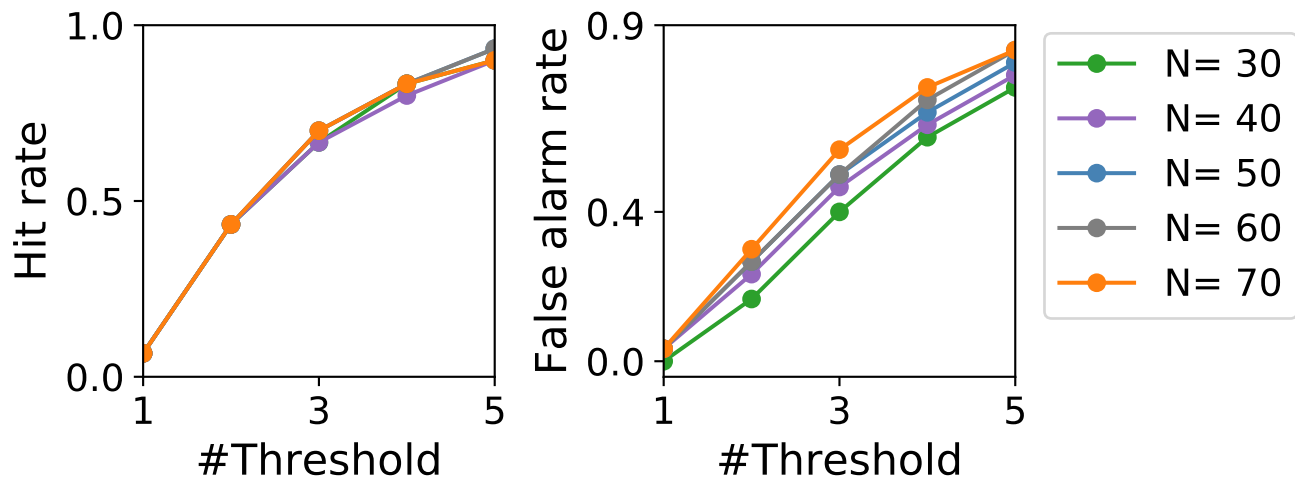 Hit rate
1.0
0.5
0.0
1 3 5
#Threshold
False alarm rate
0.9
0.4
0.0
1 3 5
#Threshold
N= 30
N= 40
N= 50
N= 60
N= 70